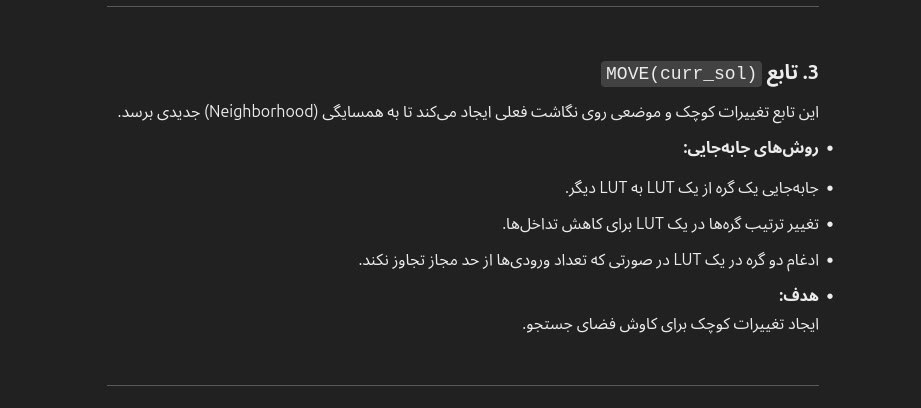 3. تابع MOVE(curr_sol)
این تابع تغییرات کوچک و موضعی روی نگاشت فعلی ایجاد می‌کند تا به همسایگی (Neighborhood) جدیدی برسد.
• روش‌های جابه‌جایی:
• جابه‌جایی یک گره از یک LUT به LUT دیگر.
• تغییر ترتیب گره‌ها در یک LUT برای کاهش تداخل‌ها.
• ادغام دو گره در یک LUT در صورتی که تعداد ورودی‌ها از حد مجاز تجاوز نکند.
• هدف:
ایجاد تغییرات کوچک برای کاوش فضای جستجو.